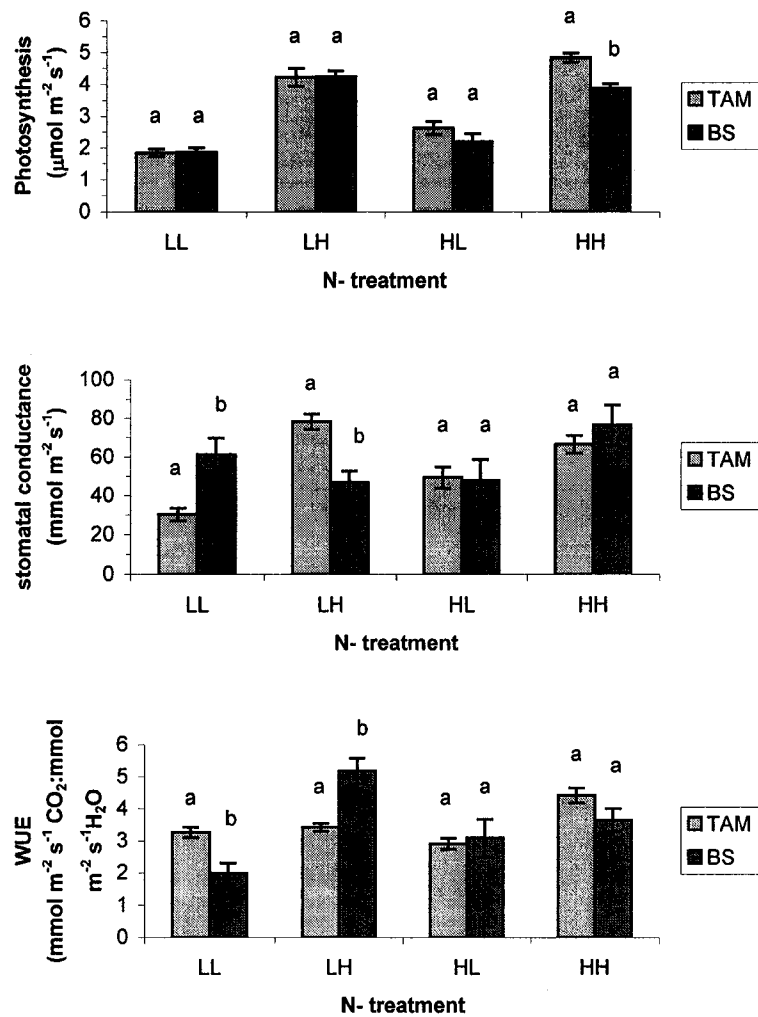 Photosynthesis
(µmol m⁻² s⁻¹)
6
5
4
3
2
1
0
a a
a a
a a
a b
LL LH HL HH
N- treatment
TAM
BS
stomatal conductance
(mmol m⁻² s⁻¹)
100
80
60
40
20
0
a b
a b
a a
a a
LL LH HL HH
N- treatment
TAM
BS
WUE
(mmol m⁻² s⁻¹ CO₂:mmol
m⁻² s⁻¹H₂O
6
5
4
3
2
1
0
a b
a b
a a
a a
LL LH HL HH
N- treatment
TAM
BS